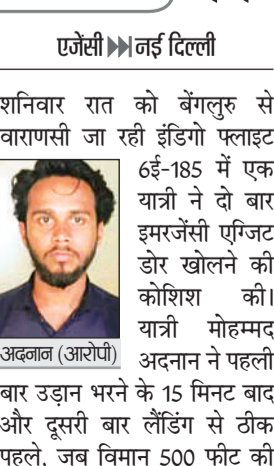 एजेंसी ▶▶ नई दिल्ली
शनिवार रात को बेंगलुरु से
वाराणसी जा रही इंडिगो फ्लाइट
6ई-185 में एक
यात्री ने दो बार
इमरजेंसी एग्जिट
डोर खोलने की
कोशिश की।
यात्री मोहम्मद
अदनान ने पहली
अदनान (आरोपी)
बार उड़ान भरने के 15 मिनट बाद
और दूसरी बार लैंडिंग से ठीक
पहले, जब विमान 500 फीट की